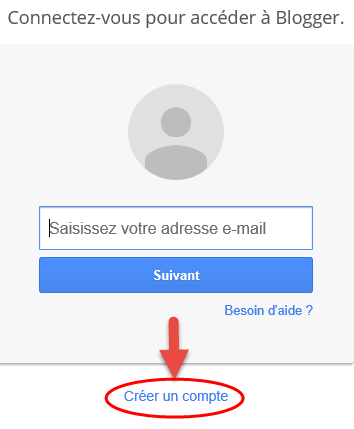 Connectez-vous pour accéder à Blogger.
Saisissez votre adresse e-mail
Suivant
Besoin d'aide ?
Créer un compte